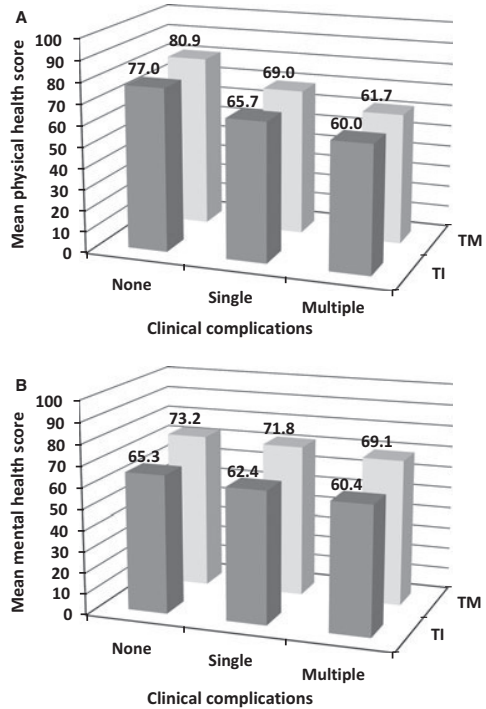 A
Mean physical health score
100
90
80
70
60
50
40
30
20
10
0
77.0
80.9
65.7
69.0
60.0
61.7
TM
TI
None
Single
Multiple
Clinical complications
B
Mean mental health score
100
90
80
70
60
50
40
30
20
10
0
65.3
73.2
62.4
71.8
60.4
69.1
TM
TI
None
Single
Multiple
Clinical complications